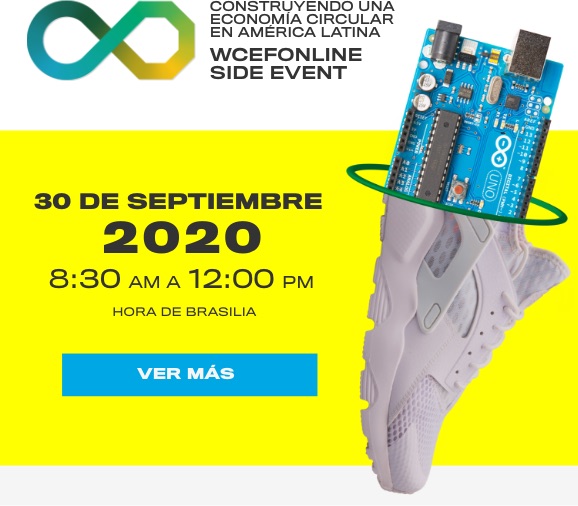 CONSTRUYENDO UNA
ECONOMÍA CIRCULAR
EN AMÉRICA LATINA
WCEFONLINE
SIDE EVENT
30 DE SEPTIEMBRE
2020
8:30 AM A 12:00 PM
HORA DE BRASILIA
VER MÁS
UNO